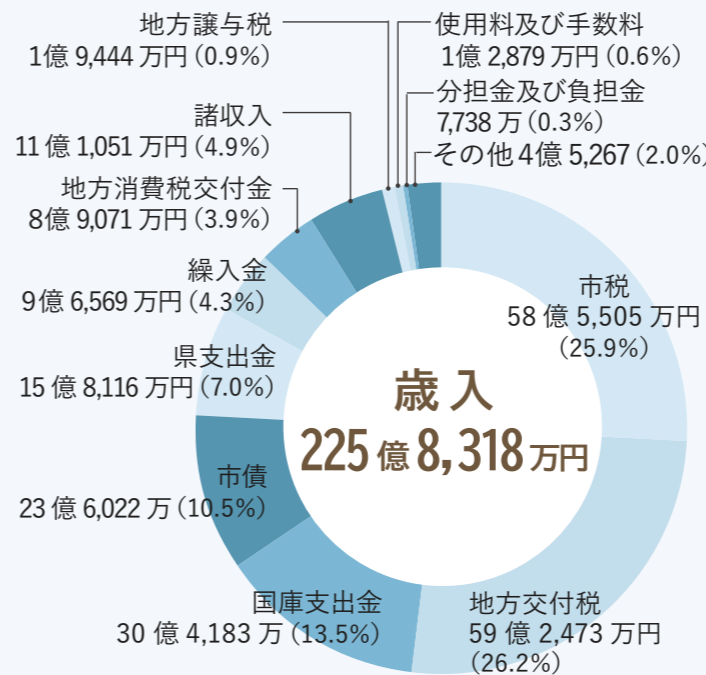 地方譲与税
1億 9,444 万円 (0.9%)
使用料及び手数料
1億 2,879 万円 (0.6%)
分担金及び負担金
7,738 万 (0.3%)
その他 4億 5,267 (2.0%)
諸収入
11 億 1,051 万円 (4.9%)
地方消費税交付金
8億 9,071 万円 (3.9%)
繰入金
9億 6,569 万円 (4.3%)
県支出金
15 億 8,116 万円 (7.0%)
市債
23 億 6,022 万 (10.5%)
国庫支出金
30 億 4,183 万 (13.5%)
地方交付税
59 億 2,473 万円
(26.2%)
市税
58 億 5,505 万円
(25.9%)
歳入
225 億 8,318 万円